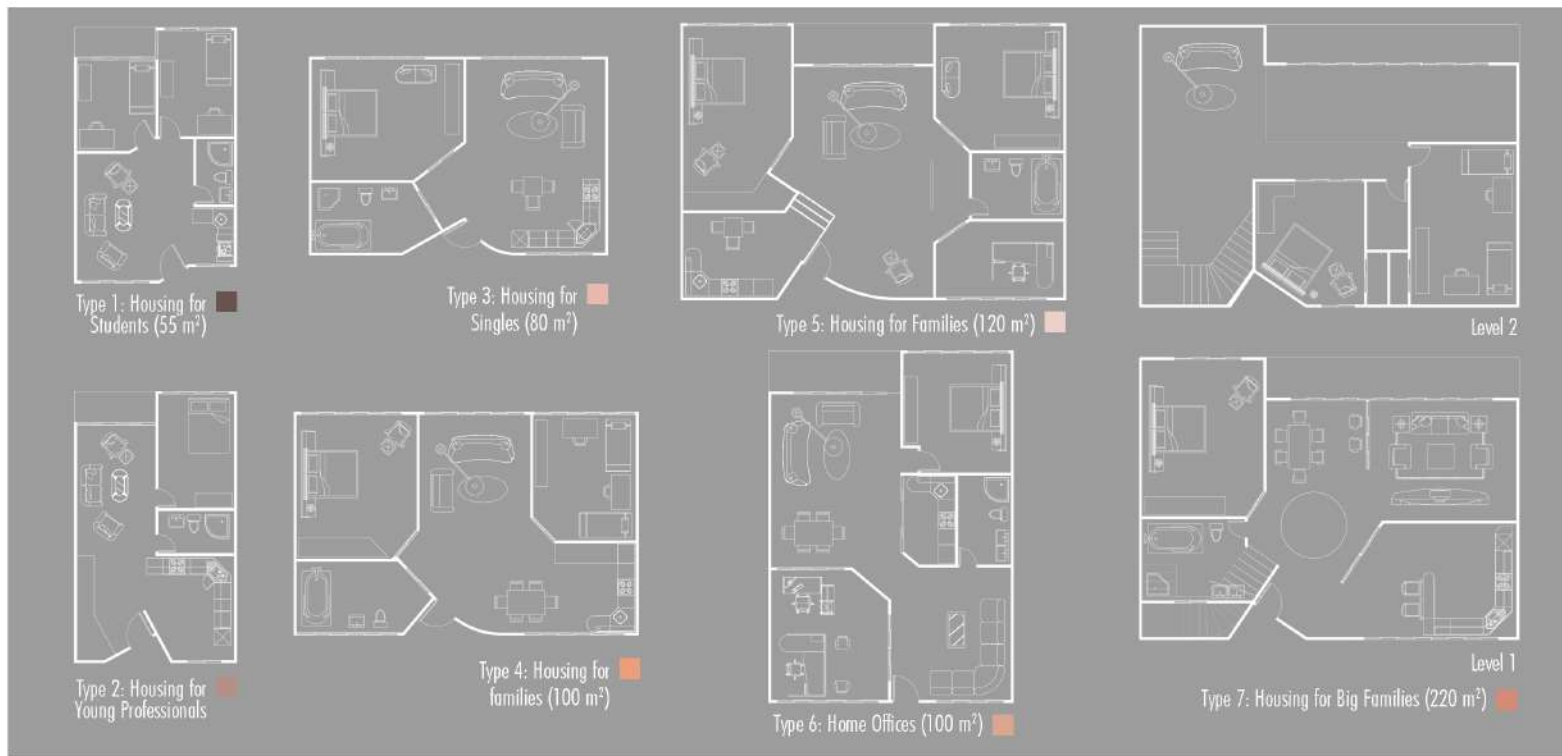 Type 1: Housing for
Students (55 m²)
Type 3: Housing for
Singles (80 m²)
Type 5: Housing for Families (120 m²)
Level 2
Type 2: Housing for
Young Professionals
Type 4: Housing for
families (100 m²)
Type 6: Home Offices (100 m²)
Level 1
Type 7: Housing for Big Families (220 m²)